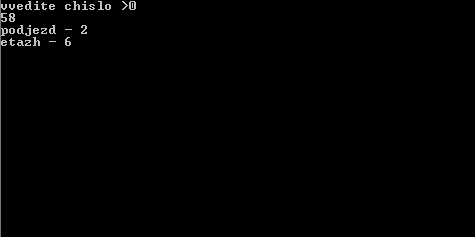 vvedite chislo >0
58
podjezd - 2
etazh - 6